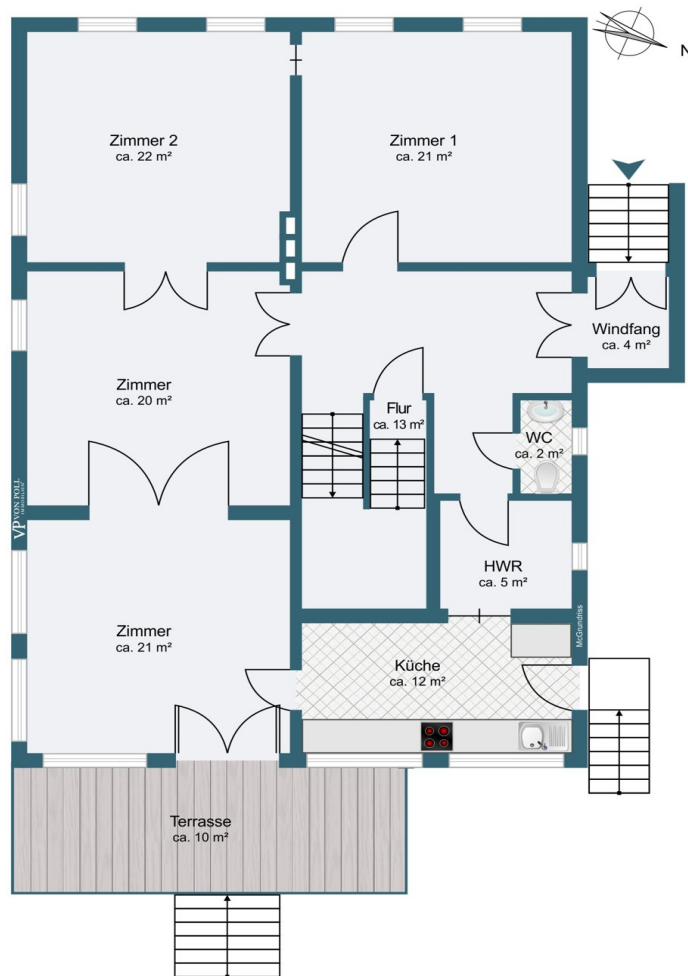 N
Zimmer 2
ca. 22 m²
Zimmer 1
ca. 21 m²
Windfang
ca. 4 m²
Zimmer
ca. 20 m²
Flur
ca. 13 m²
WC
ca. 2 m²
VP VON POLL
IMMOBILIEN
HWR
ca. 5 m²
McGrundriss
Zimmer
ca. 21 m²
Küche
ca. 12 m²
Terrasse
ca. 10 m²